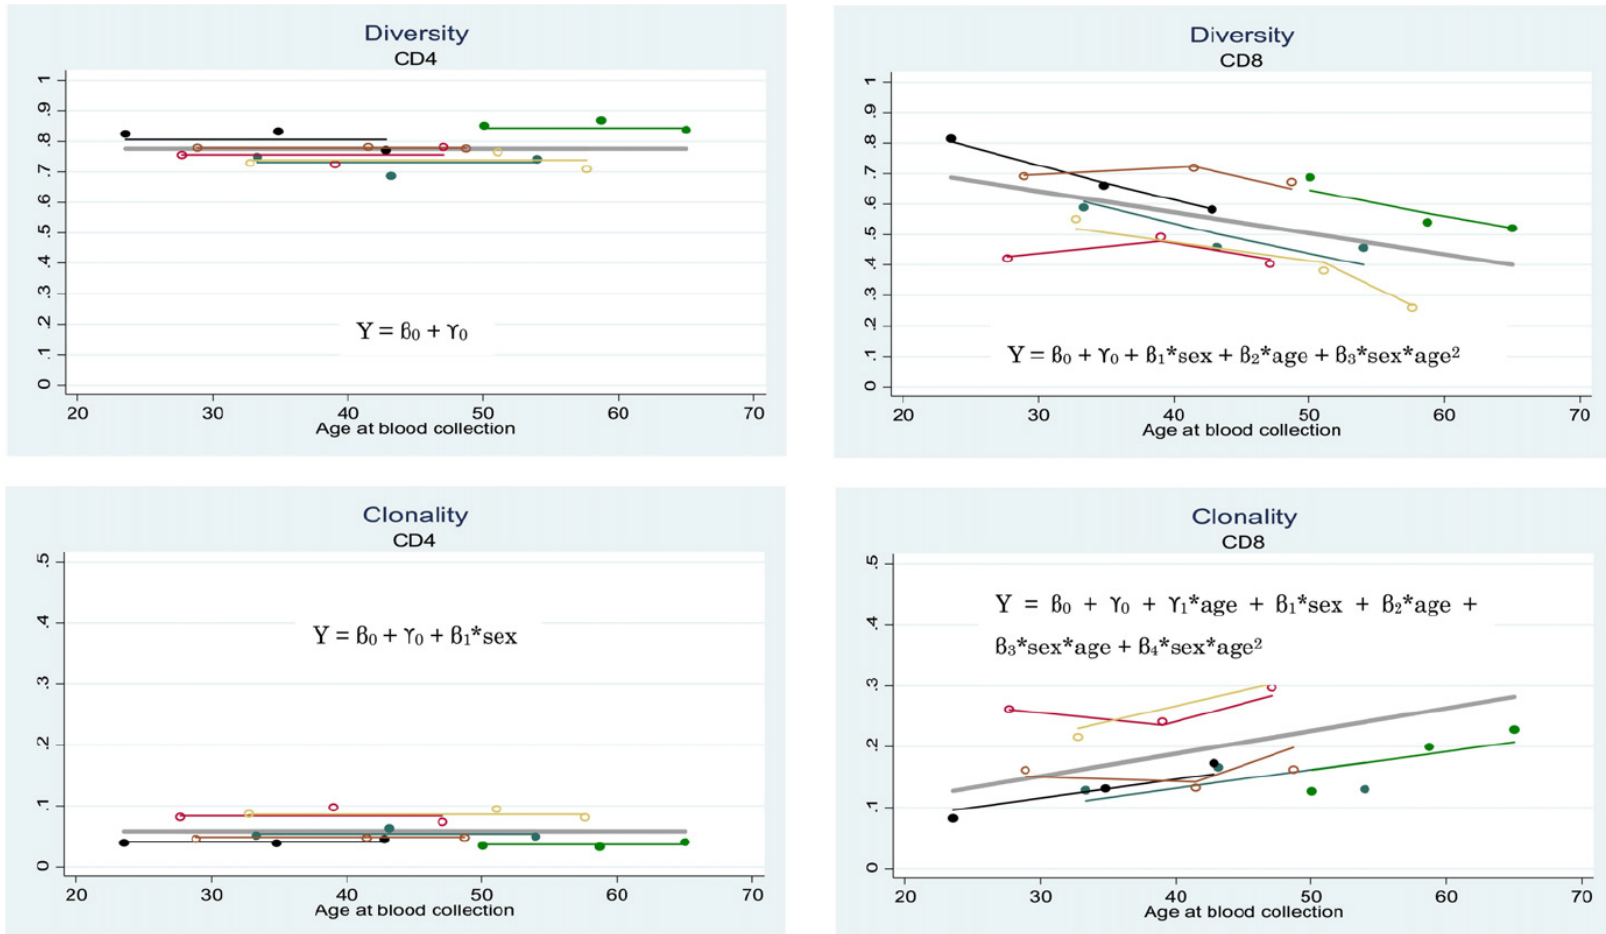 Diversity
CD4
1
.9
.8
.7
.6
.5
.4
.3
.2
.1
0
Y = β₀ + ϒ₀
20 30 40 50 60 70
Age at blood collection
Diversity
CD8
1
.9
.8
.7
.6
.5
.4
.3
.2
.1
0
Y = β₀ + ϒ₀ + β₁*sex + β₂*age + β₃*sex*age²
20 30 40 50 60 70
Age at blood collection
Clonality
CD4
.5
.4
.3
.2
.1
0
Y = β₀ + ϒ₀ + β₁*sex
20 30 40 50 60 70
Age at blood collection
Clonality
CD8
.5
.4
.3
.2
.1
0
Y = β₀ + ϒ₀ + ϒ₁*age + β₁*sex + β₂*age +
β₃*sex*age + β₄*sex*age²
20 30 40 50 60 70
Age at blood collection